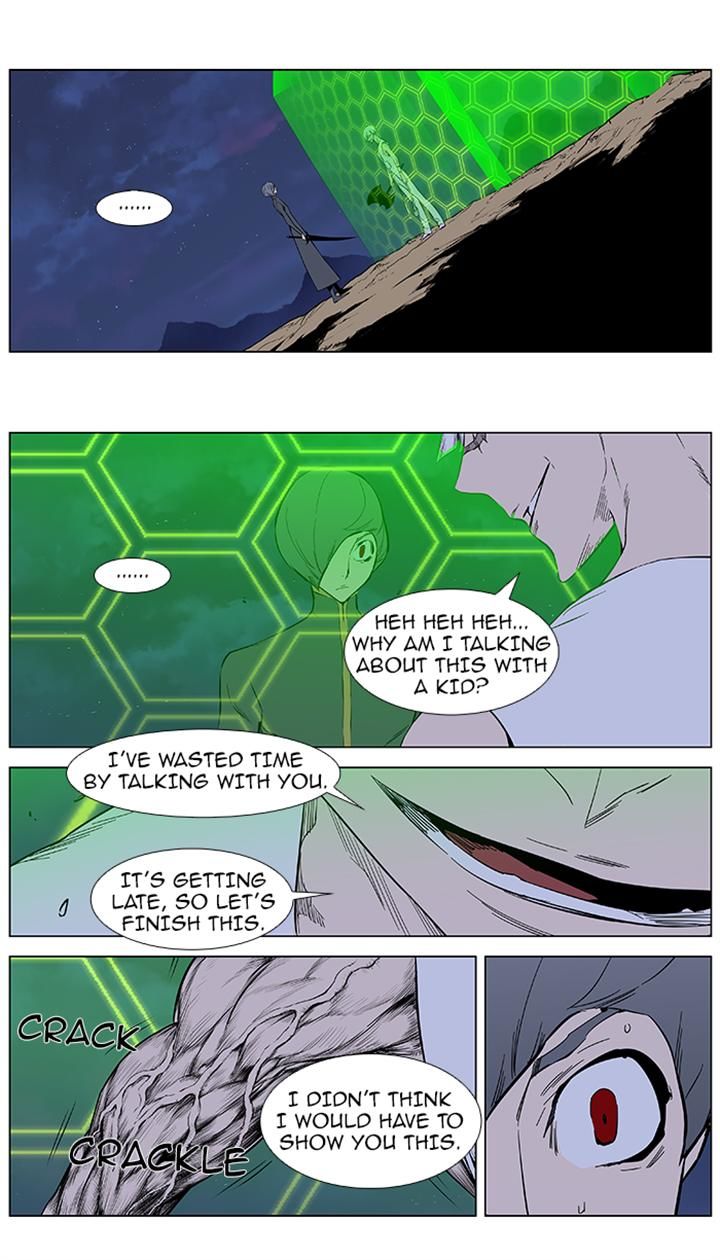 ......
......
HEH HEH HEH...
WHY AM I TALKING
ABOUT THIS WITH
A KID?
I'VE WASTED TIME
BY TALKING WITH YOU.
IT'S GETTING
LATE, SO LET'S
FINISH THIS.
CRACK
I DIDN'T THINK
I WOULD HAVE TO
SHOW YOU THIS.
CRACKLE